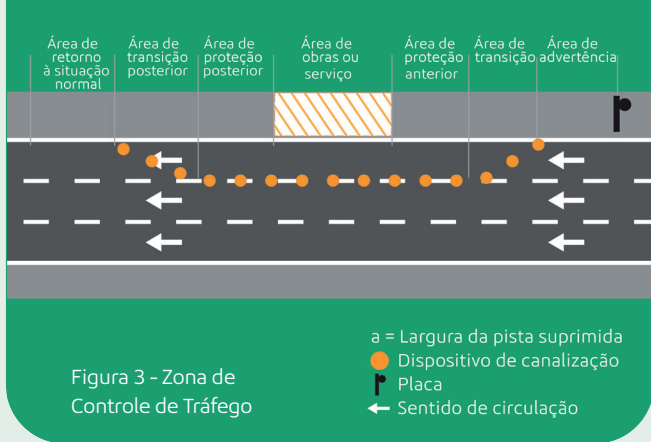 Área de
retorno
à situação
normal
Área de
transição
posterior
Área de
proteção
posterior
Área de
obras ou
serviço
Área de
proteção
anterior
Área de
transição
Área de
advertência
a = Largura da pista suprimida
Dispositivo de canalização
Placa
Sentido de circulação
Figura 3 - Zona de
Controle de Tráfego